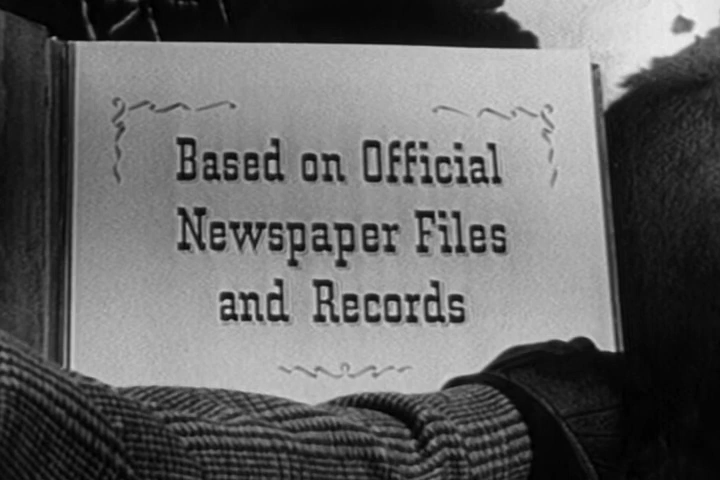 Based on Official
Newspaper Files
and Records